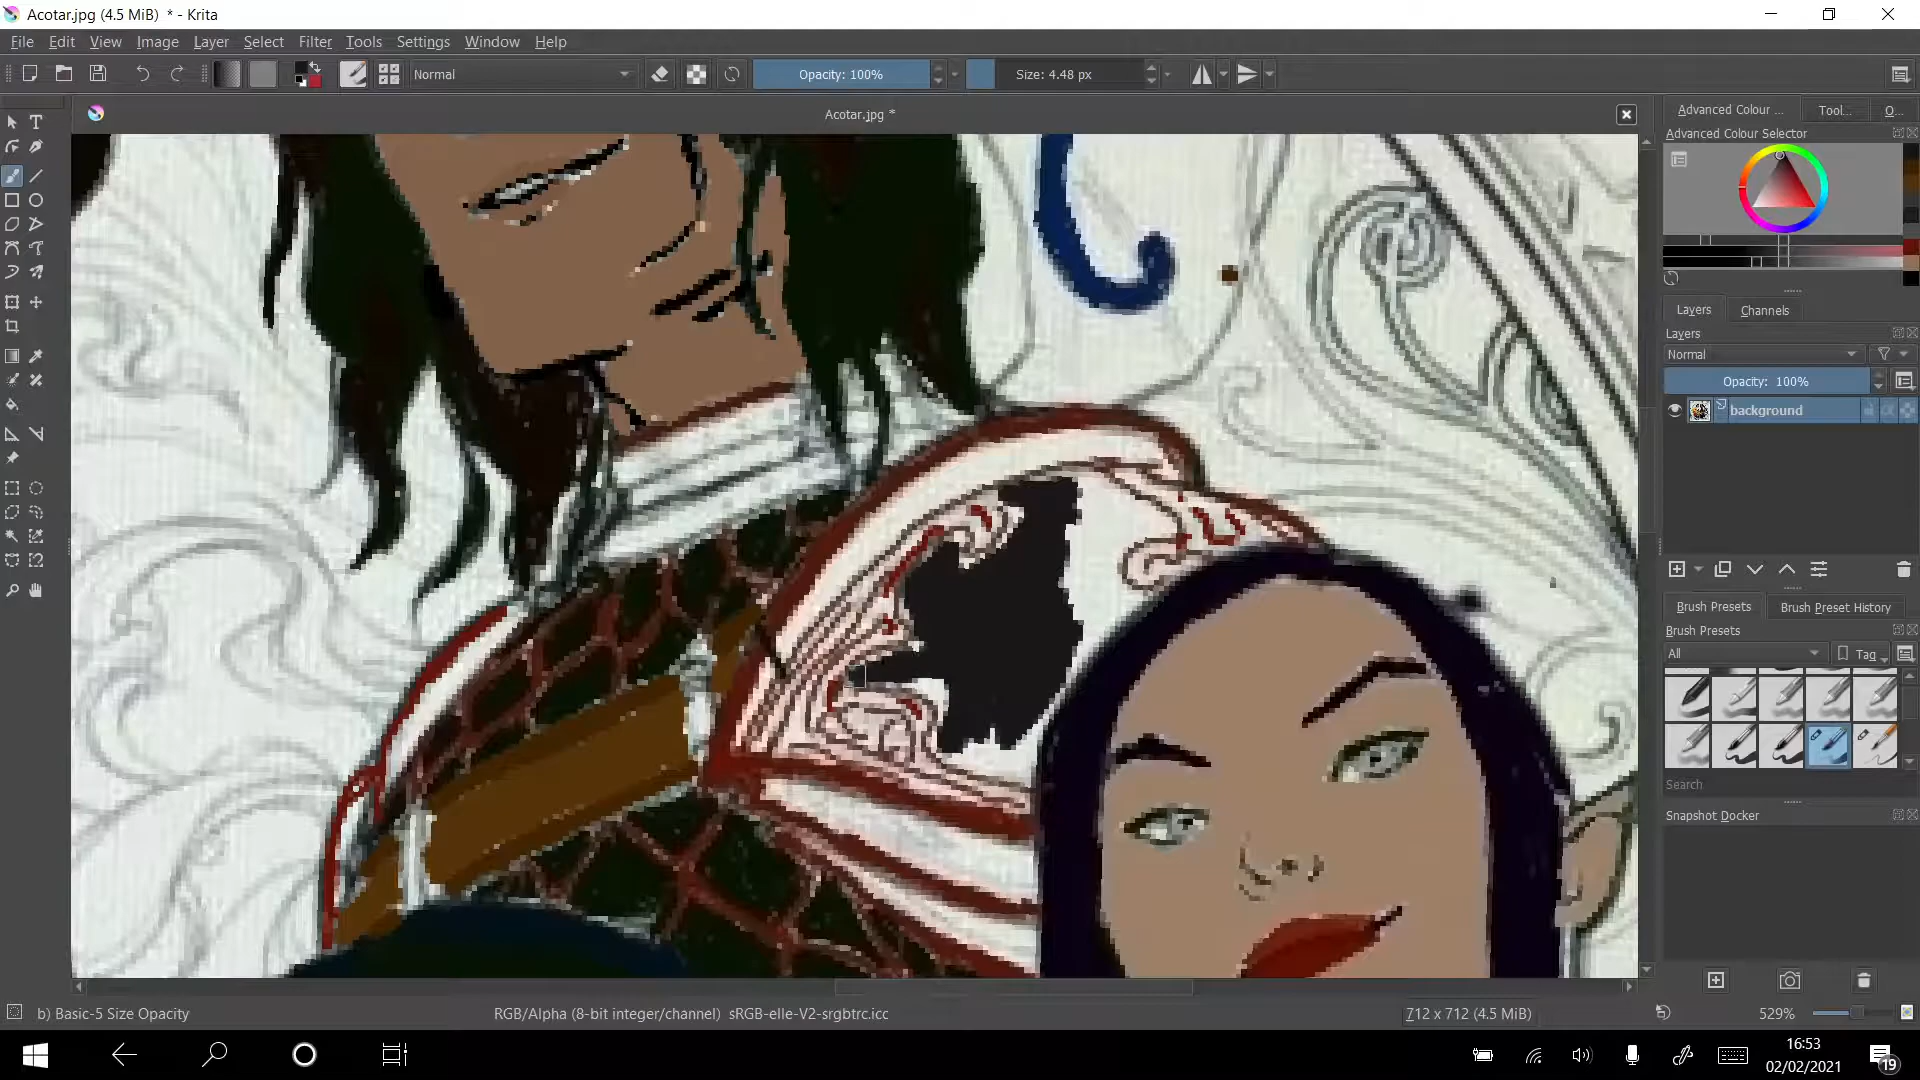 Acotar.jpg (4.5 MiB)  * - Krita
File Edit View Image Layer Select Filter Tools Settings Window Help
Normal Opacity: 100% Size: 4.48 px
Acotar.jpg *
Advanced Colour ... Tool... O...
Advanced Colour Selector
Layers Channels
Layers
Normal
Opacity:  100%
background
Brush Presets Brush Preset History
Brush Presets
All Tag
Search
Snapshot Docker
b) Basic-5 Size Opacity RGB/Alpha (8-bit integer/channel)  sRGB-elle-V2-srgbtrc.icc 712 x 712 (4.5 MiB) 529%
16:53
02/02/2021
19